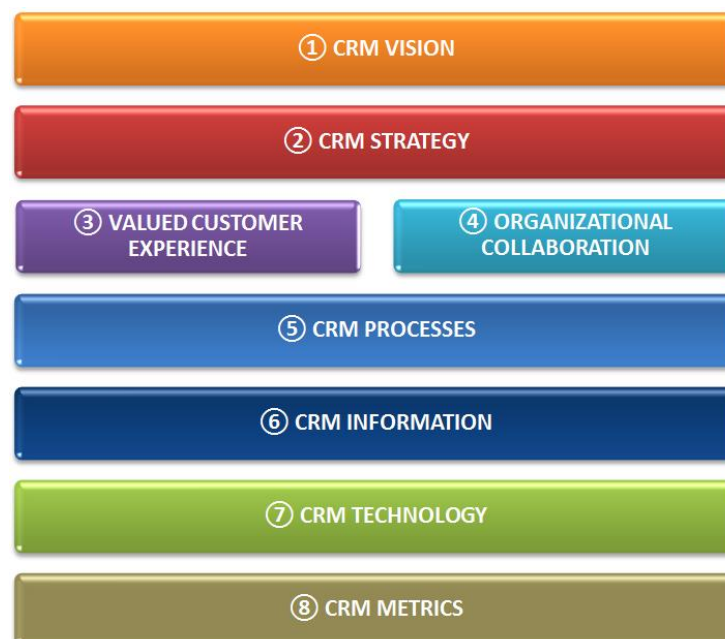 ① CRM VISION
② CRM STRATEGY
③ VALUED CUSTOMER
EXPERIENCE
④ ORGANIZATIONAL
COLLABORATION
⑤ CRM PROCESSES
⑥ CRM INFORMATION
⑦ CRM TECHNOLOGY
⑧ CRM METRICS